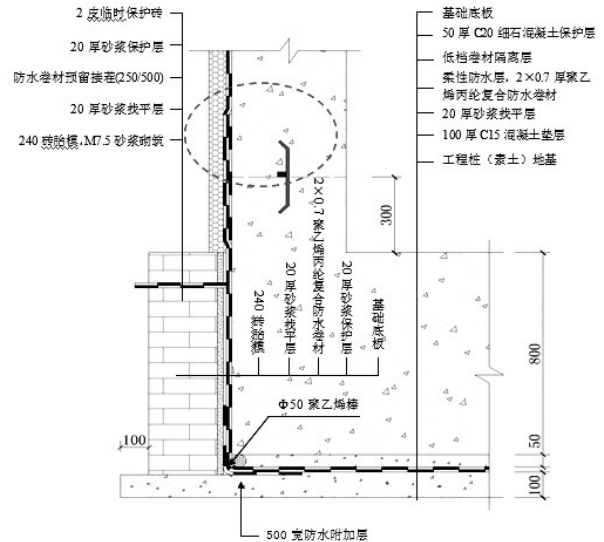 2 皮临时保护砖
20 厚砂浆保护层
防水卷材预留接茬(250/500)
20 厚砂浆找平层
240 砖胎模,M7.5 砂浆砌筑
基础底板
50 厚 C20 细石混凝土保护层
低档卷材隔离层
柔性防水层,2×0.7 厚聚乙
烯丙纶复合防水卷材
20 厚砂浆找平层
100 厚 C15 混凝土垫层
工程桩（素土）地基
300
240 砖胎模
20 厚砂浆找平层
2×0.7 聚乙烯丙纶复合防水卷材
20 厚砂浆保护层
基础底板
800
Φ50 聚乙烯棒
100
50
100
500 宽防水附加层